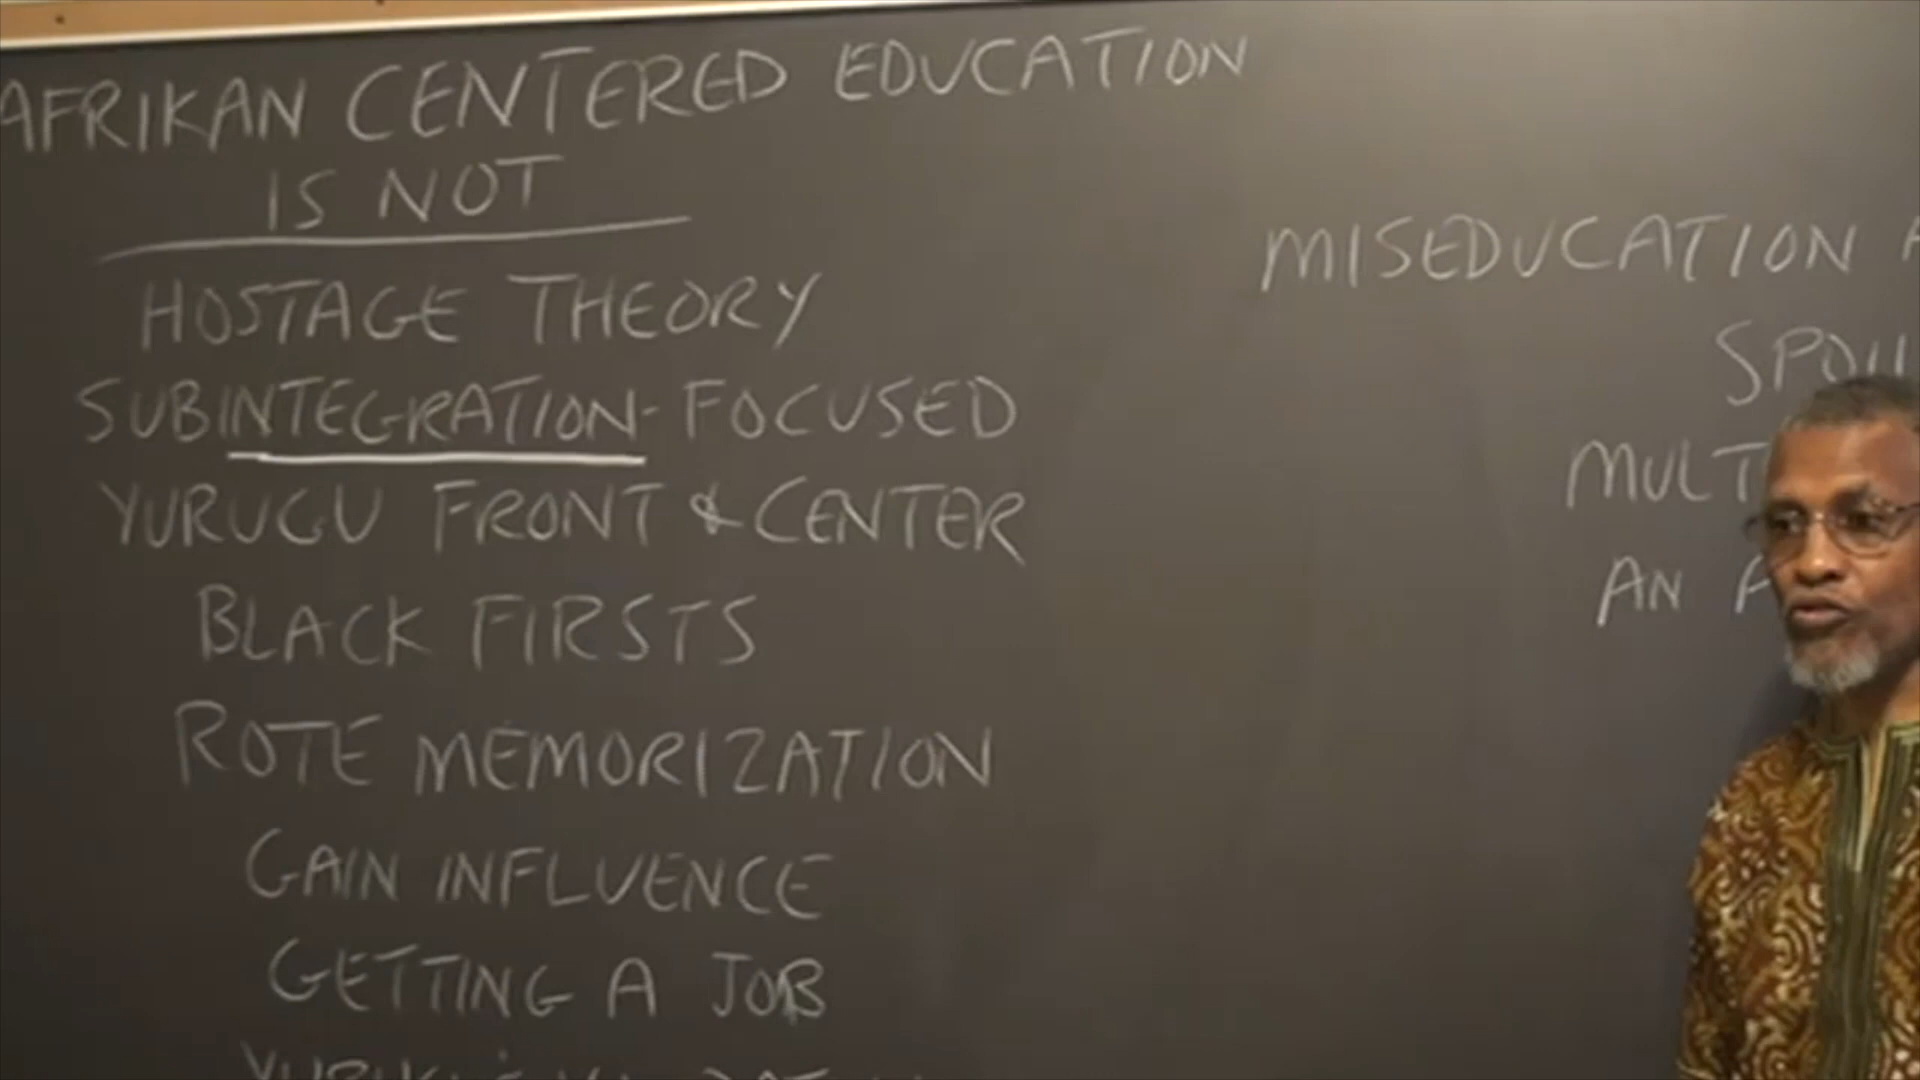 AFRIKAN CENTERED EDUCATION
IS NOT
HOSTAGE THEORY
SUBINTEGRATION-FOCUSED
YURUGU FRONT & CENTER
BLACK FIRSTS
ROTE MEMORIZATION
GAIN INFLUENCE
GETTING A JOB
MISEDUCATION
AN